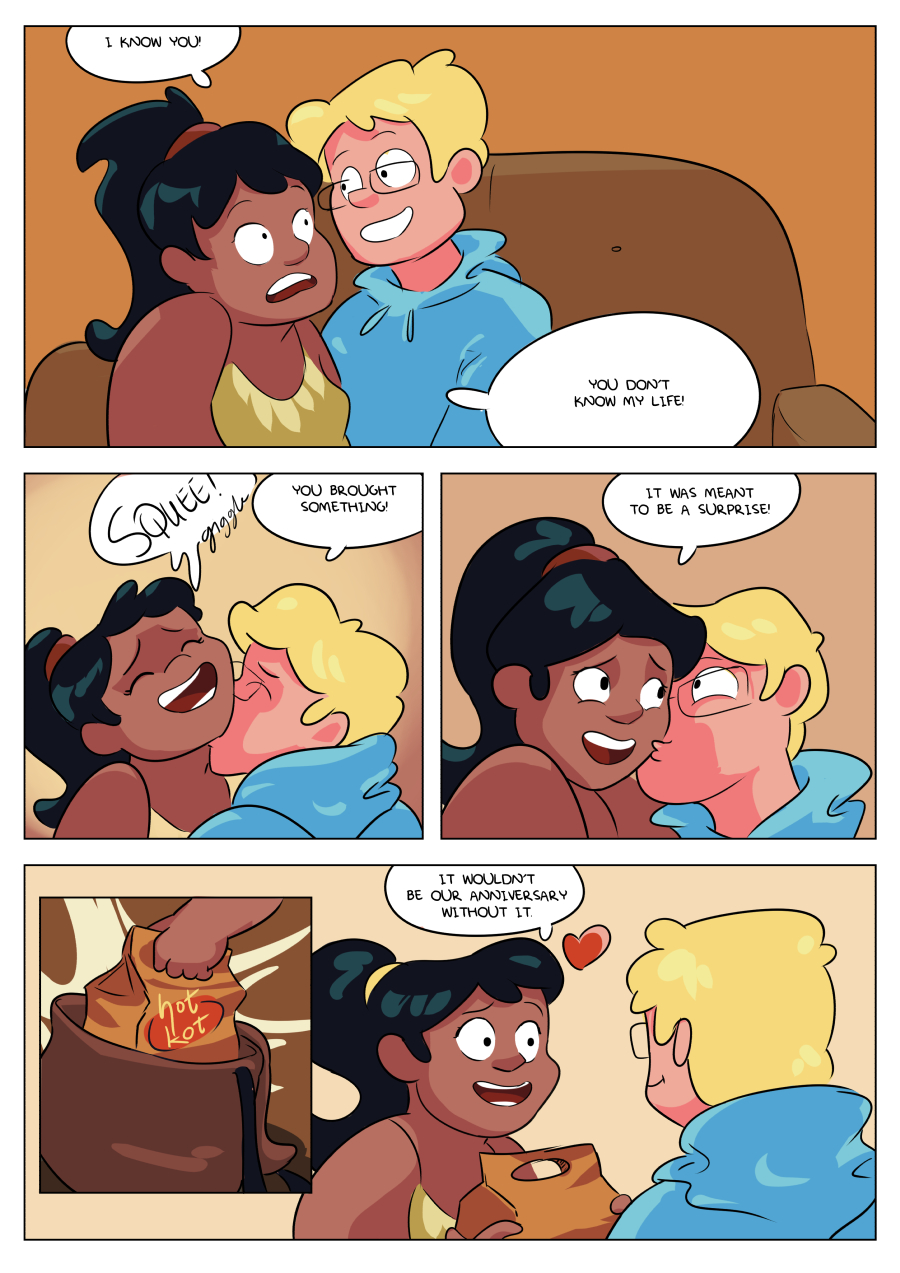 I KNOW YOU!
YOU DON'T
KNOW MY LIFE!
SQUEE!
giggle
YOU BROUGHT
SOMETHING!
IT WAS MEANT
TO BE A SURPRISE!
IT WOULDN'T
BE OUR ANNIVERSARY
WITHOUT IT.
hot
kot